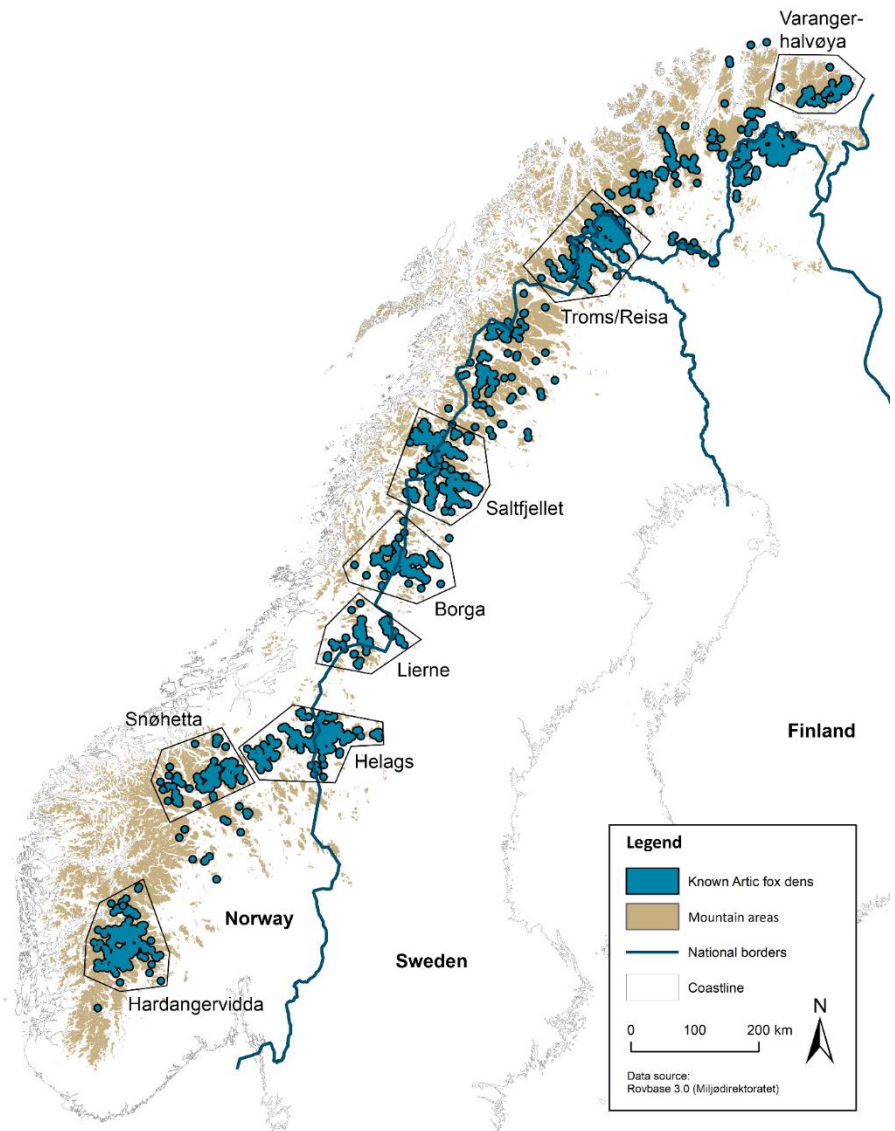 Varanger-
halvøya
Troms/Reisa
Saltfjellet
Borga
Lierne
Snøhetta
Helags
Finland
Norway
Sweden
Hardangervidda
Legend
Known Artic fox dens
Mountain areas
National borders
Coastline
N
0 100 200 km
Data source:
Rovbase 3.0 (Miljødirektoratet)